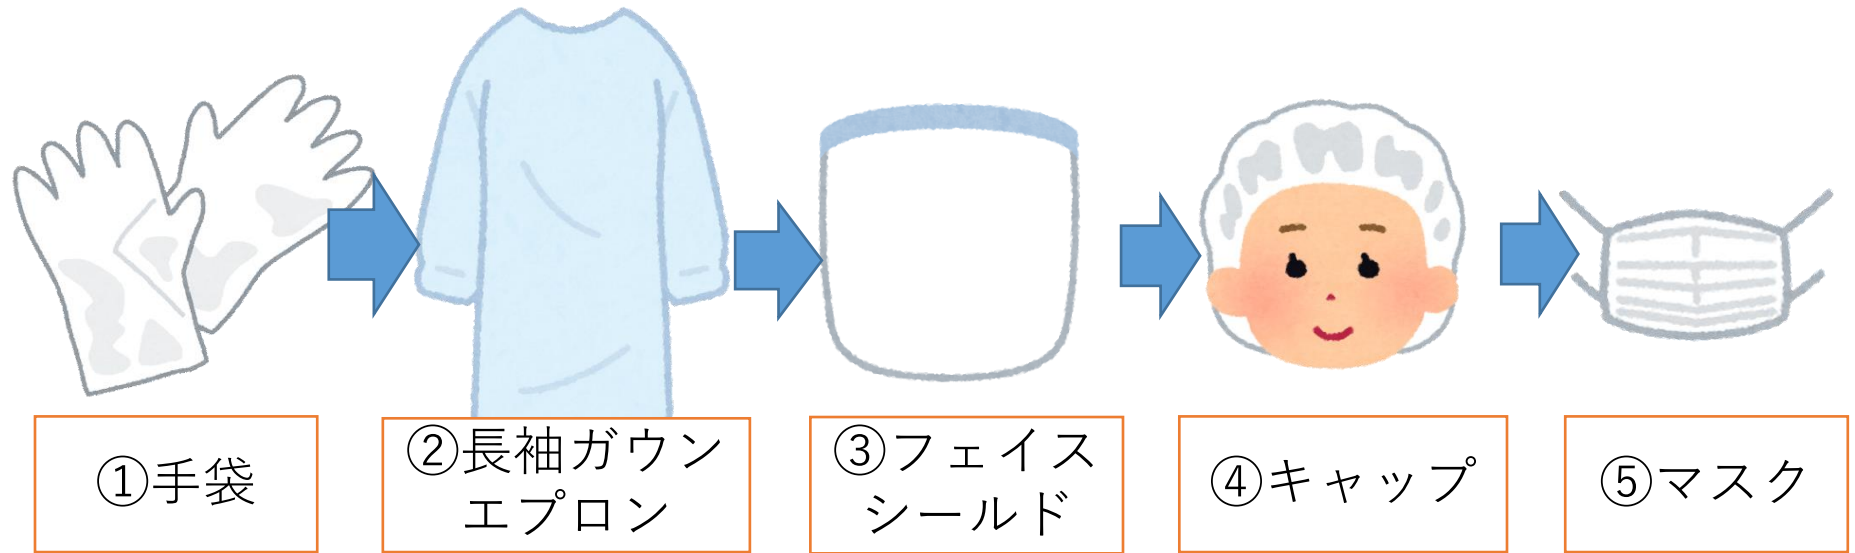 ①手袋
②長袖ガウン
エプロン
③フェイス
シールド
④キャップ
⑤マスク